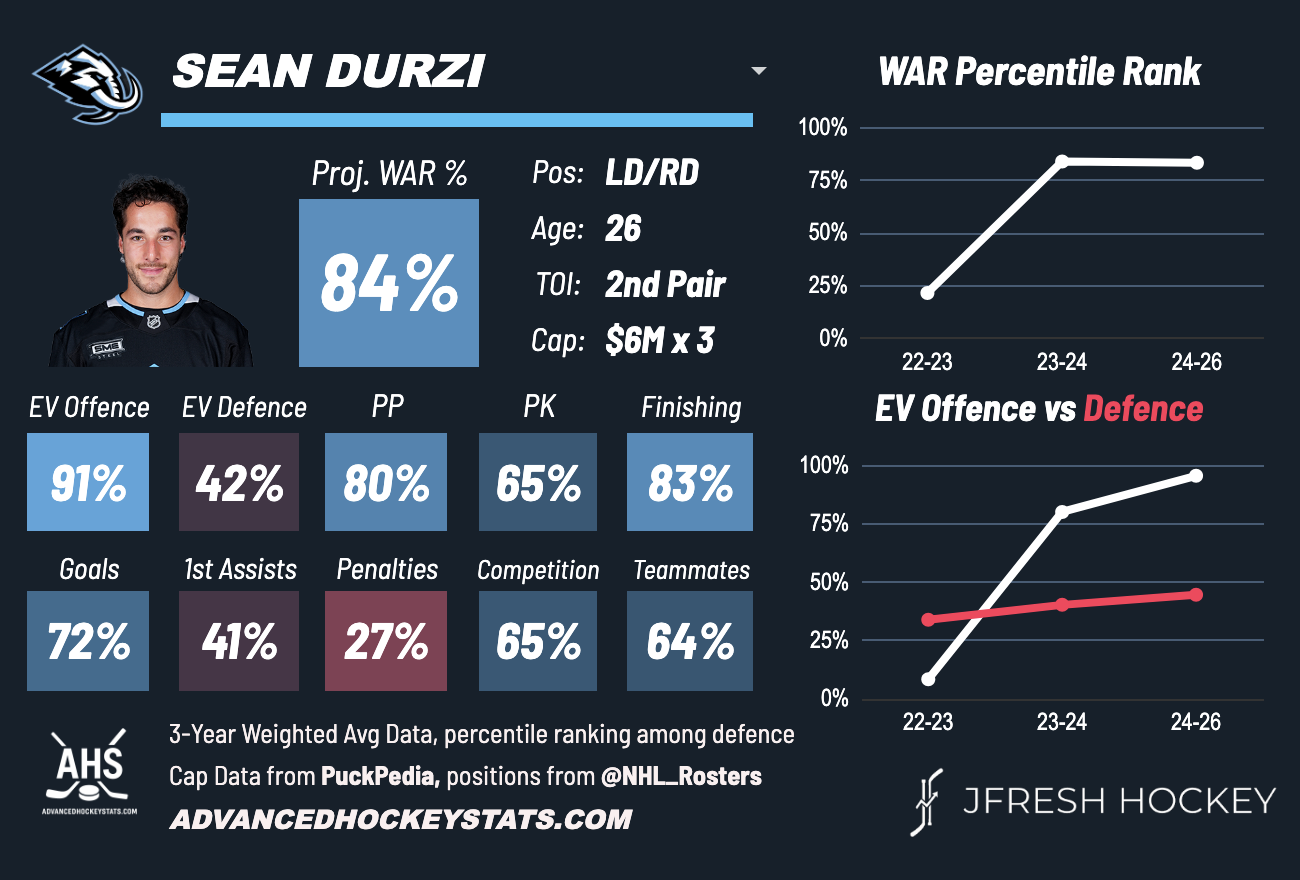 SEAN DURZI
WAR Percentile Rank
Proj. WAR %
84%
Pos: LD/RD
Age: 26
TOI: 2nd Pair
Cap: $6M x 3
SME
STEEL
100%
75%
50%
25%
0%
22-23 23-24 24-26
EV Offence EV Defence PP PK Finishing
91% 42% 80% 65% 83%
Goals 1st Assists Penalties Competition Teammates
72% 41% 27% 65% 64%
EV Offence vs Defence
100%
75%
50%
25%
0%
22-23 23-24 24-26
AHS
ADVANCEDHOCKEYSTATS.COM
3-Year Weighted Avg Data, percentile ranking among defence
Cap Data from PuckPedia, positions from @NHL_Rosters
ADVANCEDHOCKEYSTATS.COM
JFRESH HOCKEY